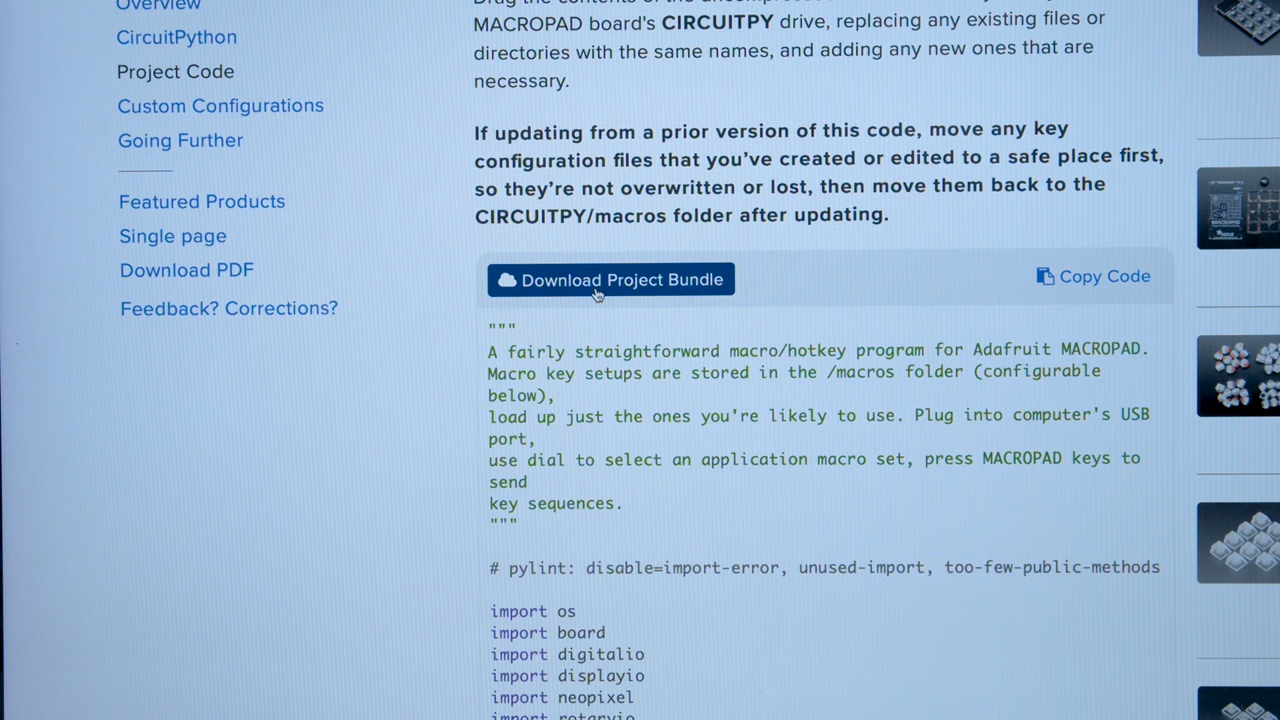 Overview
CircuitPython
Project Code
Custom Configurations
Going Further
Featured Products
Single page
Download PDF
Feedback? Corrections?
MACROPAD board's CIRCUITPY drive, replacing any existing files or
directories with the same names, and adding any new ones that are
necessary.
If updating from a prior version of this code, move any key
configuration files that you’ve created or edited to a safe place first,
so they’re not overwritten or lost, then move them back to the
CIRCUITPY/macros folder after updating.
Download Project Bundle
Copy Code
"""
A fairly straightforward macro/hotkey program for Adafruit MACROPAD.
Macro key setups are stored in the /macros folder (configurable
below),
load up just the ones you're likely to use. Plug into computer's USB
port,
use dial to select an application macro set, press MACROPAD keys to
send
key sequences.
"""
# pylint: disable=import-error, unused-import, too-few-public-methods
import os
import board
import digitalio
import displayio
import neopixel
import rotaryio